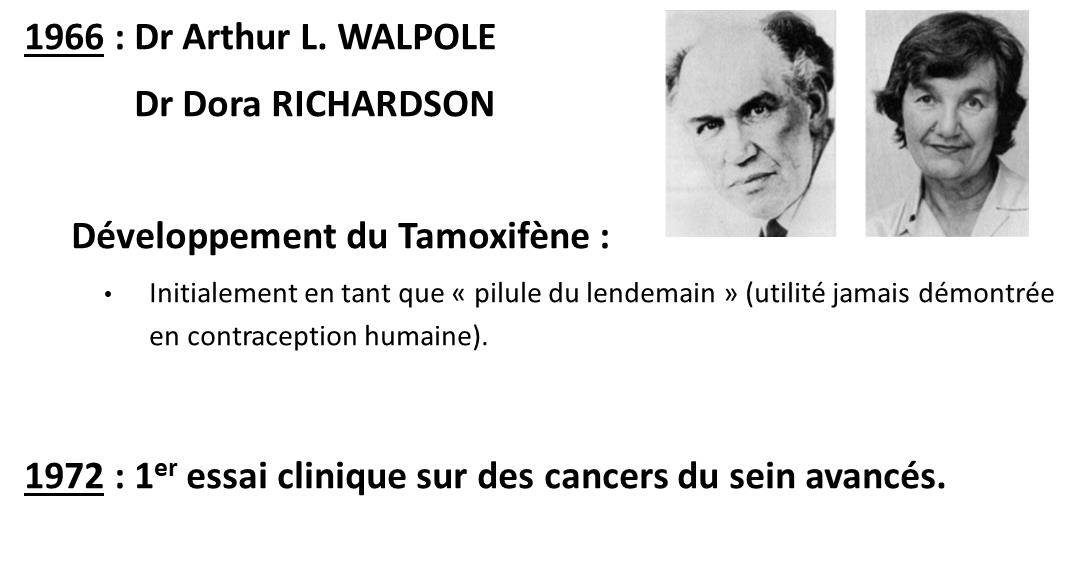 1966 : Dr Arthur L. WALPOLE
Dr Dora RICHARDSON
Développement du Tamoxifène :
• Initialement en tant que « pilule du lendemain » (utilité jamais démontrée
en contraception humaine).
1972 : 1er essai clinique sur des cancers du sein avancés.